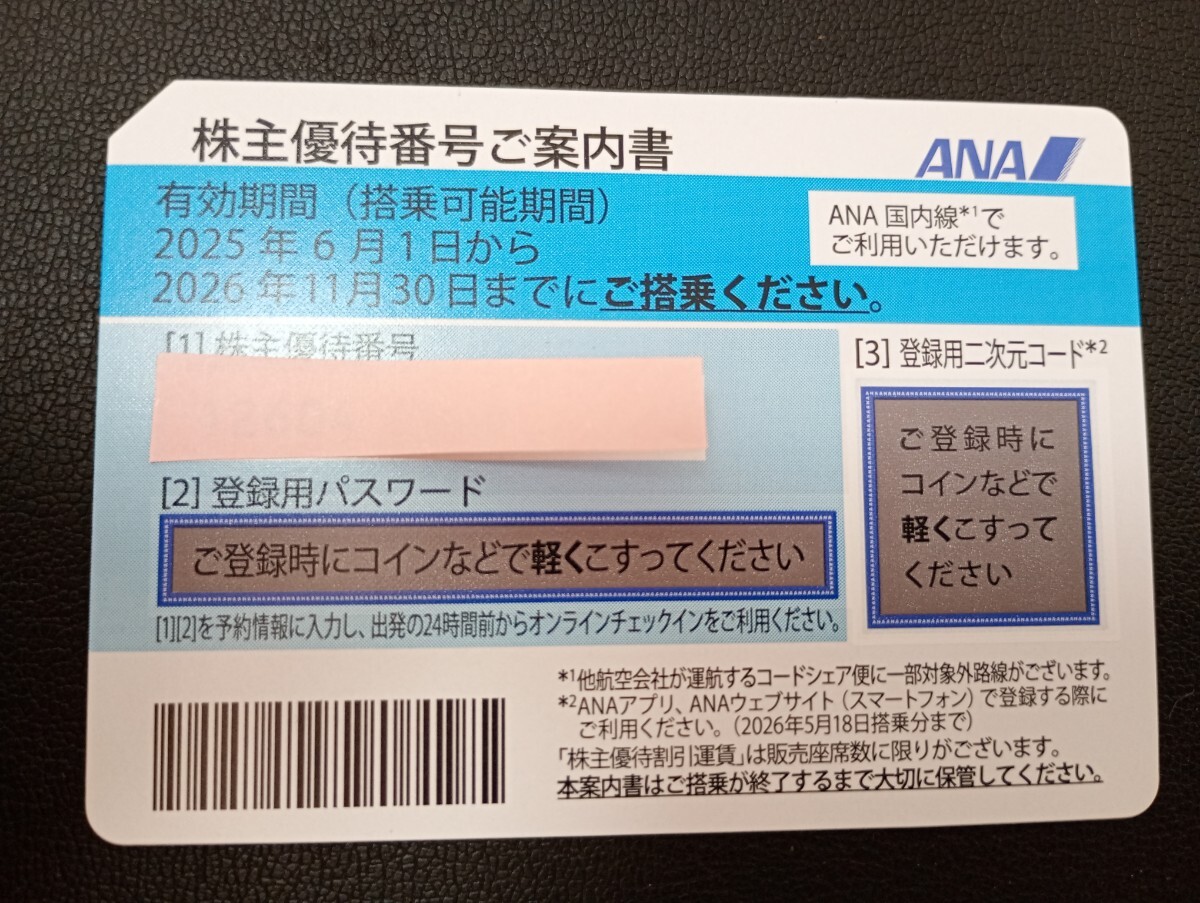 株主優待番号ご案内書
ANA
有効期間（搭乗可能期間）
2025年6月1日から
2026年11月30日までにご搭乗ください。
ANA 国内線*1で
ご利用いただけます。
[1] 株主優待番号
[2] 登録用パスワード
ご登録時にコインなどで軽くこすってください
[1][2]を予約情報に入力し、出発の24時間前からオンラインチェックインをご利用ください。
[3] 登録用二次元コード*2
ご登録時に
コインなどで
軽くこすって
ください
*1他航空会社が運航するコードシェア便に一部対象外路線がございます。
*2ANAアプリ、ANAウェブサイト（スマートフォン）で登録する際に
ご利用ください。（2026年5月18日搭乗分まで）
「株主優待割引運賃」は販売座席数に限りがございます。
本案内書はご搭乗が終了するまで大切に保管してください。